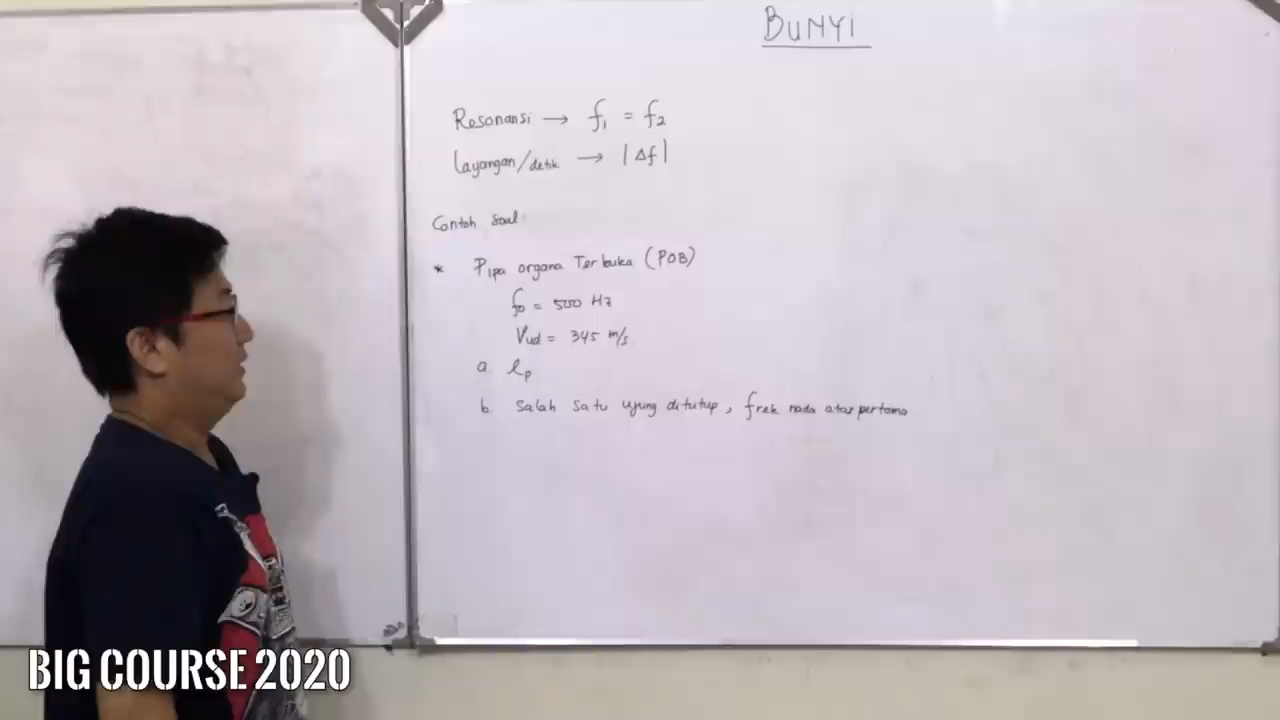 BUNYI
Resonansi → f₁ = f₂
Layangan/detik → |Δf|
Contoh Soal:
* Pipa organa Terbuka (POB)
f₀ = 500 Hz
Vud = 345 m/s
a. ℓp
b. Salah satu ujung ditutup, frek nada atas pertama
BIG COURSE 2020